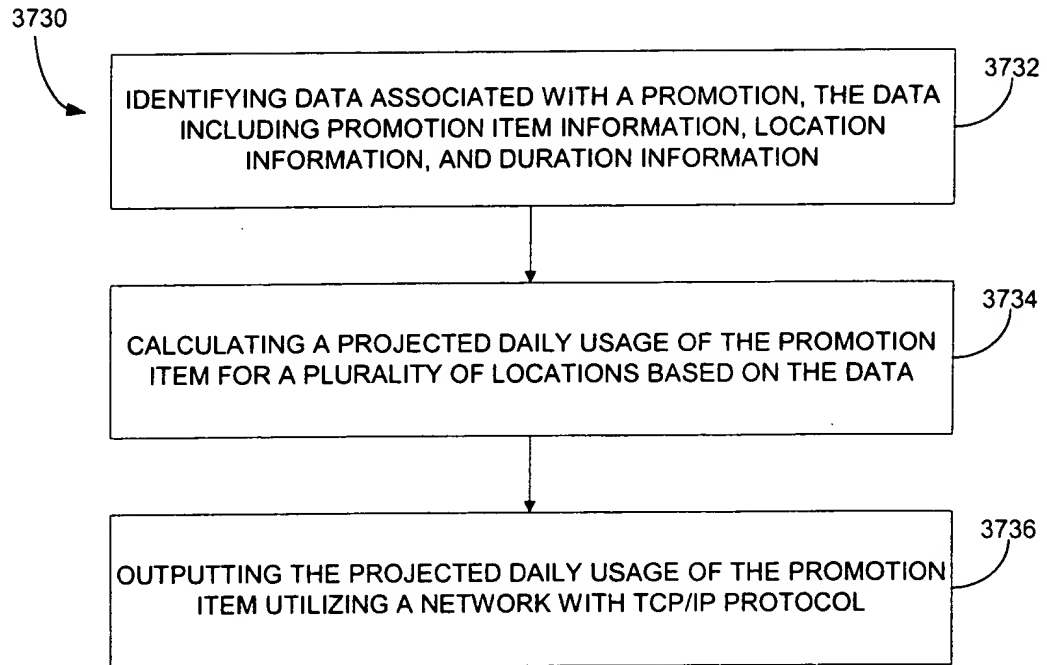 3730
3732
IDENTIFYING DATA ASSOCIATED WITH A PROMOTION, THE DATA
INCLUDING PROMOTION ITEM INFORMATION, LOCATION
INFORMATION, AND DURATION INFORMATION
3734
CALCULATING A PROJECTED DAILY USAGE OF THE PROMOTION
ITEM FOR A PLURALITY OF LOCATIONS BASED ON THE DATA
3736
OUTPUTTING THE PROJECTED DAILY USAGE OF THE PROMOTION
ITEM UTILIZING A NETWORK WITH TCP/IP PROTOCOL